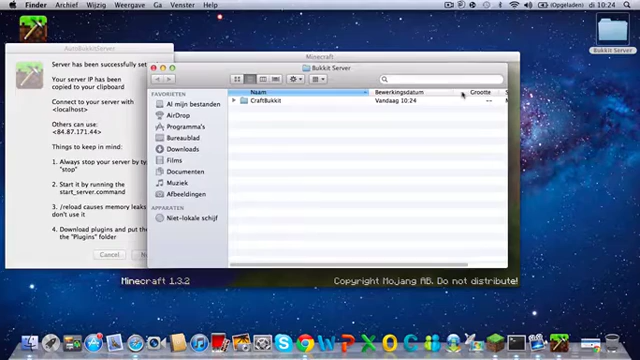 Finder Archief Wijzig Weergave Ga Venster Help
(Opgeladen) di 10:24
Bukkit Server
AutoBukkitServer
Minecraft
Server has been successfully set
Your server IP has been
copied to your clipboard
Connect to your server with
<localhost>
Your friends
<84.87.171.44>
Things to keep in mind:
1. Always stop your server by
"stop"
2. Start it by running the
start_server.command
3. /reload causes memory leaks
don't use it
4. Download plugins and put the
the "Plugins" folder
Cancel
Bukkit Server
FAVORIETEN
Al mijn bestanden
AirDrop
Programma's
Bureaublad
Downloads
Films
Documenten
Muziek
Afbeeldingen
APPARATEN
Niet-lokale schijf
Naam Bewerkingsdatum Grootte
CraftBukkit Vandaag 10:24 --
Minecraft 1.3.2
Copyright Mojang AB. Do not distribute!